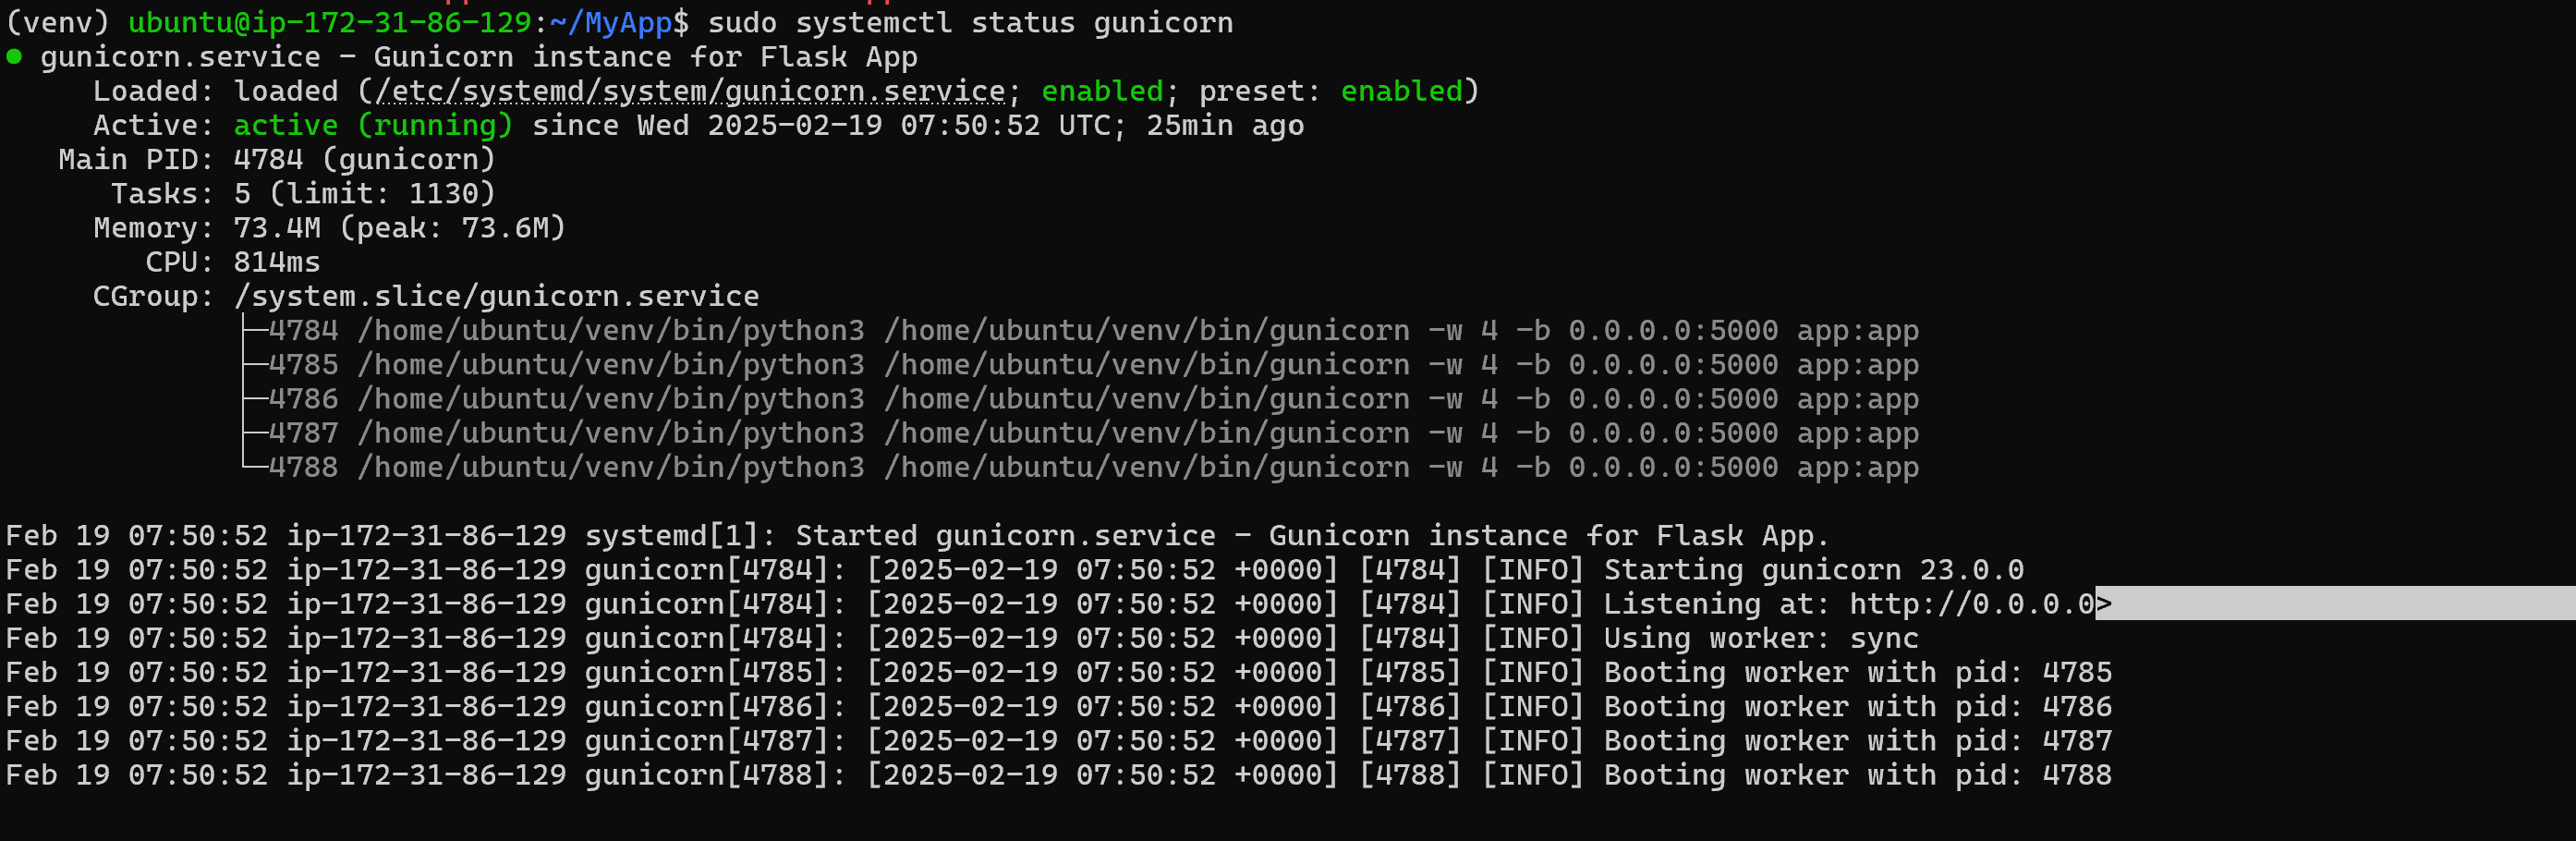 (venv) ubuntu@ip-172-31-86-129:~/MyApp$ sudo systemctl status gunicorn
● gunicorn.service - Gunicorn instance for Flask App
Loaded: loaded (/etc/systemd/system/gunicorn.service; enabled; preset: enabled)
Active: active (running) since Wed 2025-02-19 07:50:52 UTC; 25min ago
Main PID: 4784 (gunicorn)
Tasks: 5 (limit: 1130)
Memory: 73.4M (peak: 73.6M)
CPU: 814ms
CGroup: /system.slice/gunicorn.service
├─4784 /home/ubuntu/venv/bin/python3 /home/ubuntu/venv/bin/gunicorn -w 4 -b 0.0.0.0:5000 app:app
├─4785 /home/ubuntu/venv/bin/python3 /home/ubuntu/venv/bin/gunicorn -w 4 -b 0.0.0.0:5000 app:app
├─4786 /home/ubuntu/venv/bin/python3 /home/ubuntu/venv/bin/gunicorn -w 4 -b 0.0.0.0:5000 app:app
├─4787 /home/ubuntu/venv/bin/python3 /home/ubuntu/venv/bin/gunicorn -w 4 -b 0.0.0.0:5000 app:app
└─4788 /home/ubuntu/venv/bin/python3 /home/ubuntu/venv/bin/gunicorn -w 4 -b 0.0.0.0:5000 app:app
Feb 19 07:50:52 ip-172-31-86-129 systemd[1]: Started gunicorn.service - Gunicorn instance for Flask App.
Feb 19 07:50:52 ip-172-31-86-129 gunicorn[4784]: [2025-02-19 07:50:52 +0000] [4784] [INFO] Starting gunicorn 23.0.0
Feb 19 07:50:52 ip-172-31-86-129 gunicorn[4784]: [2025-02-19 07:50:52 +0000] [4784] [INFO] Listening at: http://0.0.0.0>
Feb 19 07:50:52 ip-172-31-86-129 gunicorn[4784]: [2025-02-19 07:50:52 +0000] [4784] [INFO] Using worker: sync
Feb 19 07:50:52 ip-172-31-86-129 gunicorn[4785]: [2025-02-19 07:50:52 +0000] [4785] [INFO] Booting worker with pid: 4785
Feb 19 07:50:52 ip-172-31-86-129 gunicorn[4786]: [2025-02-19 07:50:52 +0000] [4786] [INFO] Booting worker with pid: 4786
Feb 19 07:50:52 ip-172-31-86-129 gunicorn[4787]: [2025-02-19 07:50:52 +0000] [4787] [INFO] Booting worker with pid: 4787
Feb 19 07:50:52 ip-172-31-86-129 gunicorn[4788]: [2025-02-19 07:50:52 +0000] [4788] [INFO] Booting worker with pid: 4788